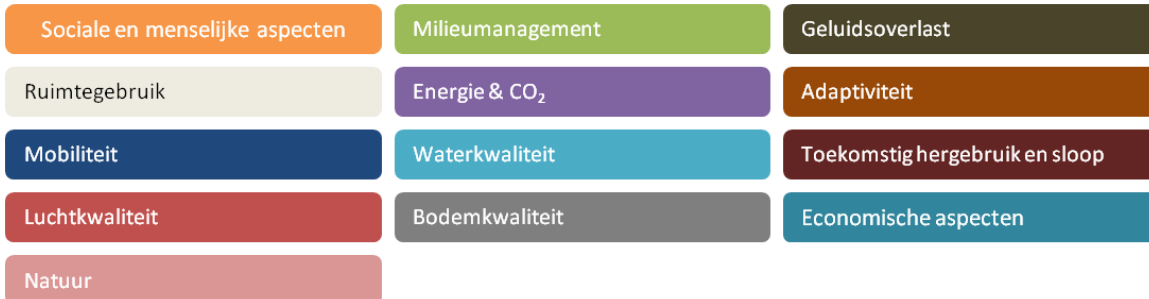 Sociale en menselijke aspecten
Milieumanagement
Geluidsoverlast
Ruimtegebruik
Energie & CO₂
Adaptiviteit
Mobiliteit
Waterkwaliteit
Toekomstig hergebruik en sloop
Luchtkwaliteit
Bodemkwaliteit
Economische aspecten
Natuur